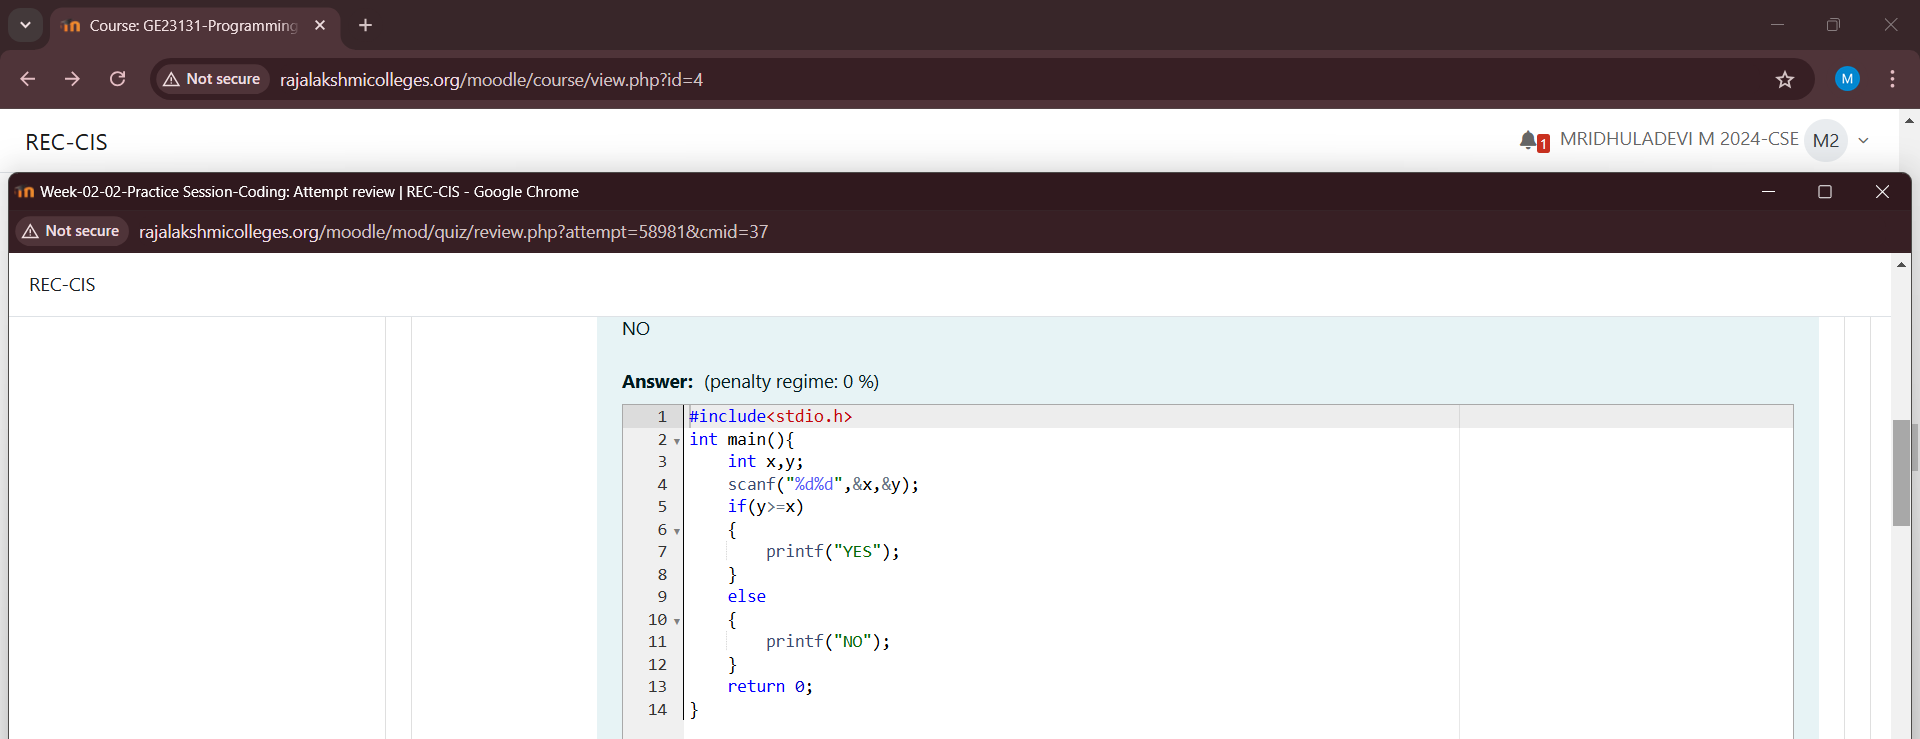 Course: GE23131-Programming
Not secure rajalakshmicolleges.org/moodle/course/view.php?id=4
M
REC-CIS
1 MRIDHULADEVI M 2024-CSE M2
Week-02-02-Practice Session-Coding: Attempt review | REC-CIS - Google Chrome
Not secure rajalakshmicolleges.org/moodle/mod/quiz/review.php?attempt=58981&cmid=37
REC-CIS
NO
Answer: (penalty regime: 0 %)
1 #include<stdio.h>
2 int main(){
3 int x,y;
4 scanf("%d%d",&x,&y);
5 if(y>=x)
6 {
7 printf("YES");
8 }
9 else
10 {
11 printf("NO");
12 }
13 return 0;
14 }